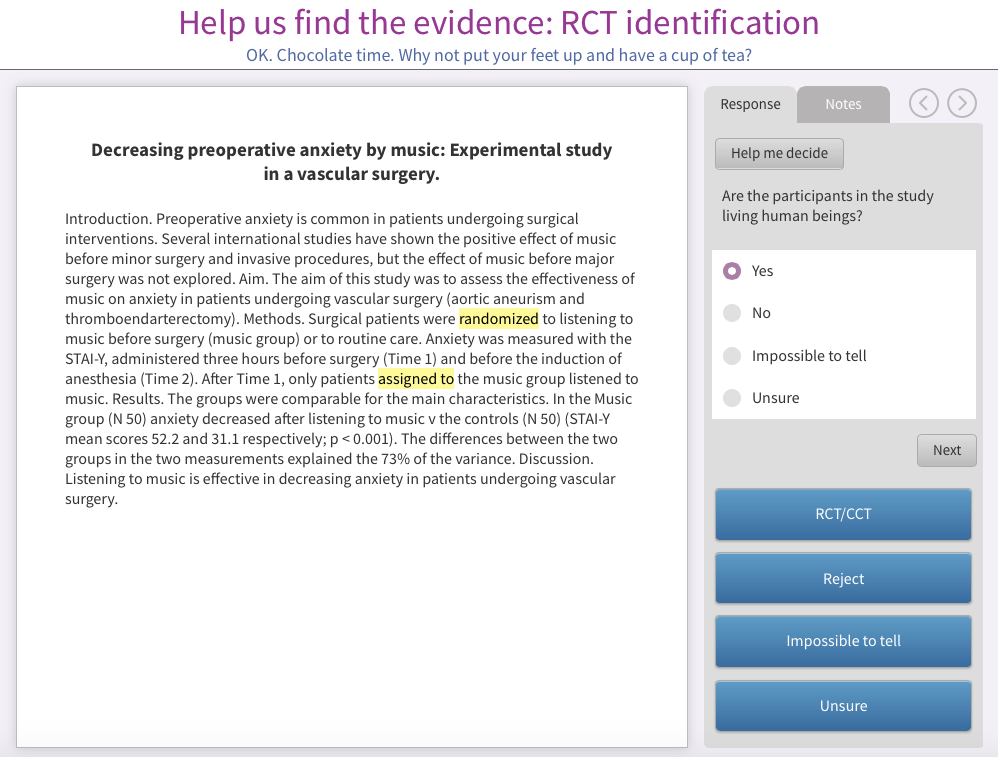 Help us find the evidence: RCT identification
OK. Chocolate time. Why not put your feet up and have a cup of tea?
Decreasing preoperative anxiety by music: Experimental study
in a vascular surgery.
Introduction. Preoperative anxiety is common in patients undergoing surgical
interventions. Several international studies have shown the positive effect of music
before minor surgery and invasive procedures, but the effect of music before major
surgery was not explored. Aim. The aim of this study was to assess the effectiveness of
music on anxiety in patients undergoing vascular surgery (aortic aneurism and
thromboendarterectomy). Methods. Surgical patients were randomized to listening to
music before surgery (music group) or to routine care. Anxiety was measured with the
STAI-Y, administered three hours before surgery (Time 1) and before the induction of
anesthesia (Time 2). After Time 1, only patients assigned to the music group listened to
music. Results. The groups were comparable for the main characteristics. In the Music
group (N 50) anxiety decreased after listening to music v the controls (N 50) (STAI-Y
mean scores 52.2 and 31.1 respectively; p < 0.001). The differences between the two
groups in the two measurements explained the 73% of the variance. Discussion.
Listening to music is effective in decreasing anxiety in patients undergoing vascular
surgery.
Response
Notes
Help me decide
Are the participants in the study
living human beings?
Yes
No
Impossible to tell
Unsure
Next
RCT/CCT
Reject
Impossible to tell
Unsure